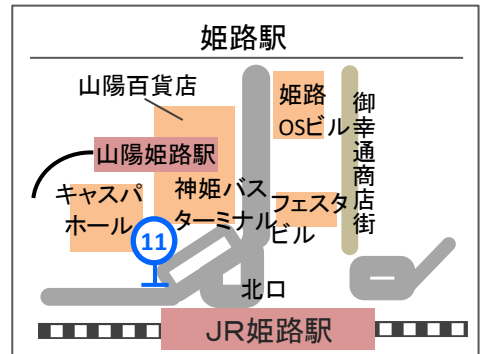 姫路駅
山陽百貨店
姫路
OSビル
御幸通商店街
山陽姫路駅
キャスパ
ホール
神姫バス
ターミナル
フェスタ
ビル
11
北口
JR姫路駅